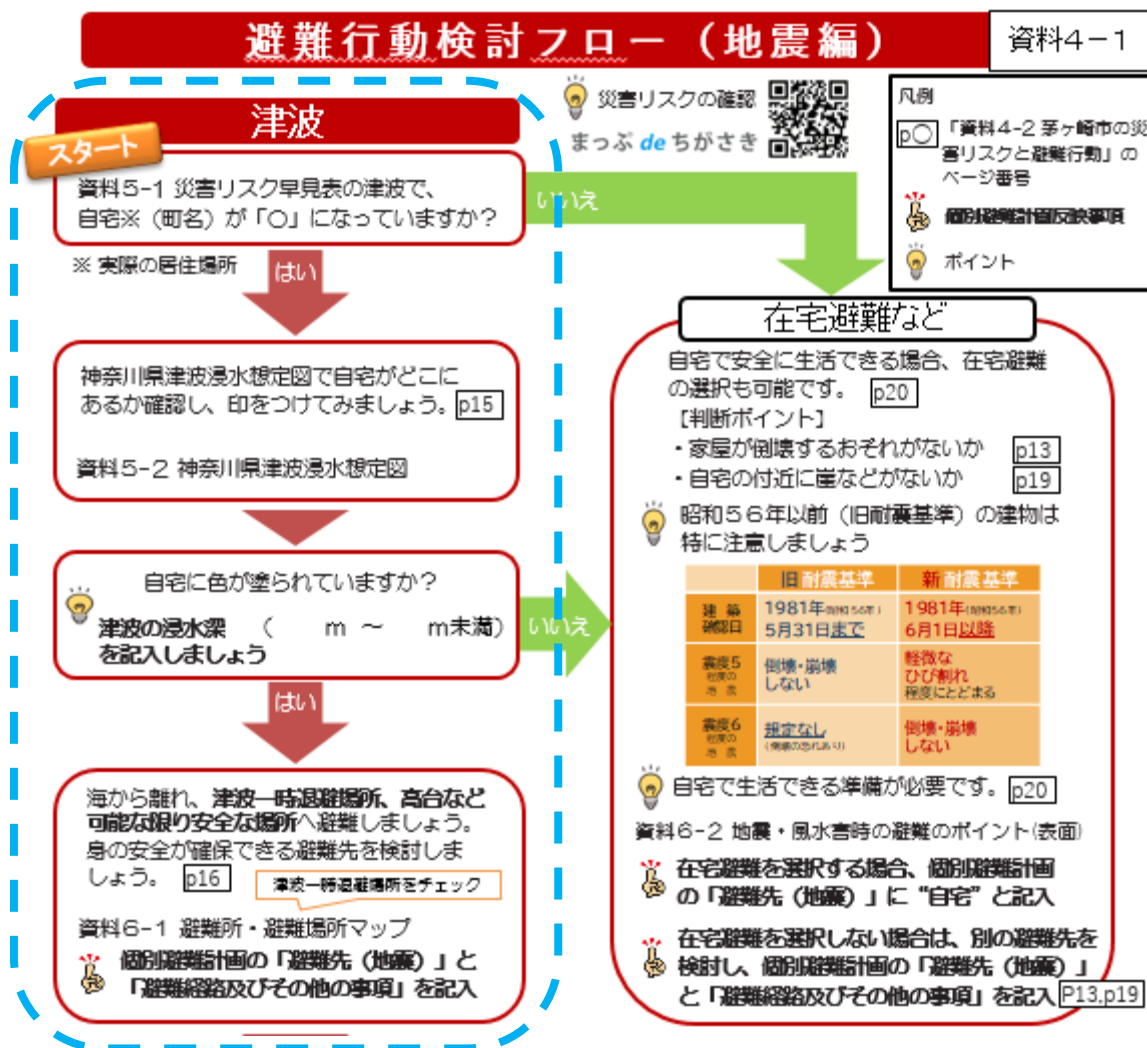 避難行動検討フロー（地震編）
資料４－１
災害リスクの確認
まっぷ de ちがさき
凡例
p〇
「資料4-2 茅ヶ崎市の災
害リスクと避難行動」の
ページ番号
個別避難計画反映事項
ポイント
津波
スタート
資料5-1 災害リスク早見表の津波で、
自宅※（町名）が「〇」になっていますか？
いいえ
※ 実際の居住場所
はい
神奈川県津波浸水想定図で自宅がどこに
あるか確認し、印をつけてみましょう。 p15
資料5-2 神奈川県津波浸水想定図
自宅に色が塗られていますか？
津波の浸水深 （ ｍ ～ ｍ未満）
を記入しましょう
いいえ
はい
海から離れ、津波一時退避場所、高台など
可能な限り安全な場所へ避難しましょう。
身の安全が確保できる避難先を検討しま
しょう。 p16
津波一時退避場所をチェック
資料6-1 避難所・避難場所マップ
個別避難計画の「避難先（地震）」と
「避難経路及びその他の事項」を記入
在宅避難など
自宅で安全に生活できる場合、在宅避難
の選択も可能です。 p20
【判断ポイント】
・家屋が倒壊するおそれがないか p13
・自宅の付近に崖などがないか p19
昭和５６年以前（旧耐震基準）の建物は
特に注意しましょう
旧耐震基準 新耐震基準
建築
確認日
1981年(昭和56年)
5月31日まで
1981年(昭和56年)
6月1日以降
震度5
程度の
地震
倒壊・崩壊
しない
軽微な
ひび割れ
程度にとどまる
震度6
程度の
地震
規定なし
(倒壊の恐れあり)
倒壊・崩壊
しない
自宅で生活できる準備が必要です。 p20
資料6-2 地震・風水害時の避難のポイント(表面)
在宅避難を選択する場合、個別避難計画
の「避難先（地震）」に“自宅”と記入
在宅避難を選択しない場合は、別の避難先を
検討し、個別避難計画の「避難先（地震）」
と「避難経路及びその他の事項」を記入 P13,p19